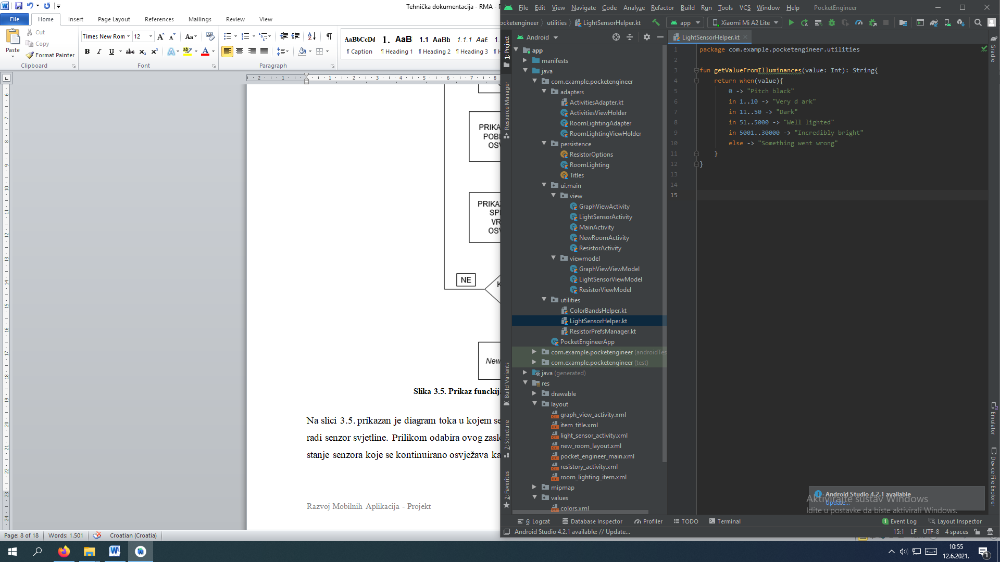 Tehnička dokumentacija - RMA - P
File
Home
Insert
Page Layout
References
Mailings
Review
View
Paste
Cut
Copy
Format Painter
Clipboard
Times New Rom
12
Font
Paragraph
AaBbCcDd
1. AaB
1.1 AaBb
1.1.1 AaE
¶ Caption
¶ Heading 1
¶ Heading 2
¶ Heading 3
PRIKA
POBL
OSV
PRIKA
SPI
VR
OSV
NE
K
New
Slika 3.5. Prikaz funckij
Na slici 3.5. prikazan je diagram toka u kojem se
radi senzor svjetline. Prilikom odabira ovog zaslo
stanje senzora koje se kontinuirano osvježava ka
Razvoj Mobilnih Aplikacija - Projekt
Page: 8 of 18
Words: 1.501
Croatian (Croatia)
File Edit View Navigate Code Analyze Refactor Build Run Tools VCS Window Help PocketEngineer
ocketengineer
utilities
LightSensorHelper.kt
app
Xiaomi Mi A2 Lite
Android
LightSensorHelper.kt
1: Project
Resource Manager
Build Variants
7: Structure
2: Favorites
app
manifests
java
com.example.pocketengineer
adapters
ActivitiesAdapter.kt
ActivitiesViewHolder
RoomLightingAdapter
RoomLightingViewHolder
persistence
ResistorOptions
RoomLighting
Titles
ui.main
view
GraphViewActivity
LightSensorActivity
MainActivity
NewRoomActivity
ResistorActivity
viewmodel
GraphViewViewModel
LightSensorViewModel
ResistorViewModel
utilities
ColorBandsHelper.kt
LightSensorHelper.kt
ResistorPrefsManager.kt
PocketEngineerApp
com.example.pocketengineer (androidTes
com.example.pocketengineer (test)
java (generated)
res
drawable
layout
graph_view_activity.xml
item_title.xml
light_sensor_activity.xml
new_room_layout.xml
pocket_engineer_main.xml
resistory_activity.xml
room_lighting_item.xml
mipmap
values
colors.xml
1 package com.example.pocketengineer.utilities
2
3 fun getValueFromIlluminances(value: Int): String{
4 return when(value){
5 0 -> "Pitch black"
6 in 1..10 -> "Very d ark"
7 in 11..50 -> "Dark"
8 in 51..5000 -> "Well lighted"
9 in 5001..30000 -> "Incredibly bright"
10 else -> "Something went wrong"
11 }
12 }
13
14
15
Gradle
Emulator
Device File Explorer
Android Studio 4.2.1 available
Update...
Aktivirajte sustav Windows
Idite u postavke da biste aktivirali Windows.
6: Logcat
Database Inspector
Profiler
TODO
Terminal
1 Event Log
Layout Inspector
Android Studio 4.2.1 available: // Update...
15:1 LF UTF-8 4 spaces
10:55
12.6.2021.
1